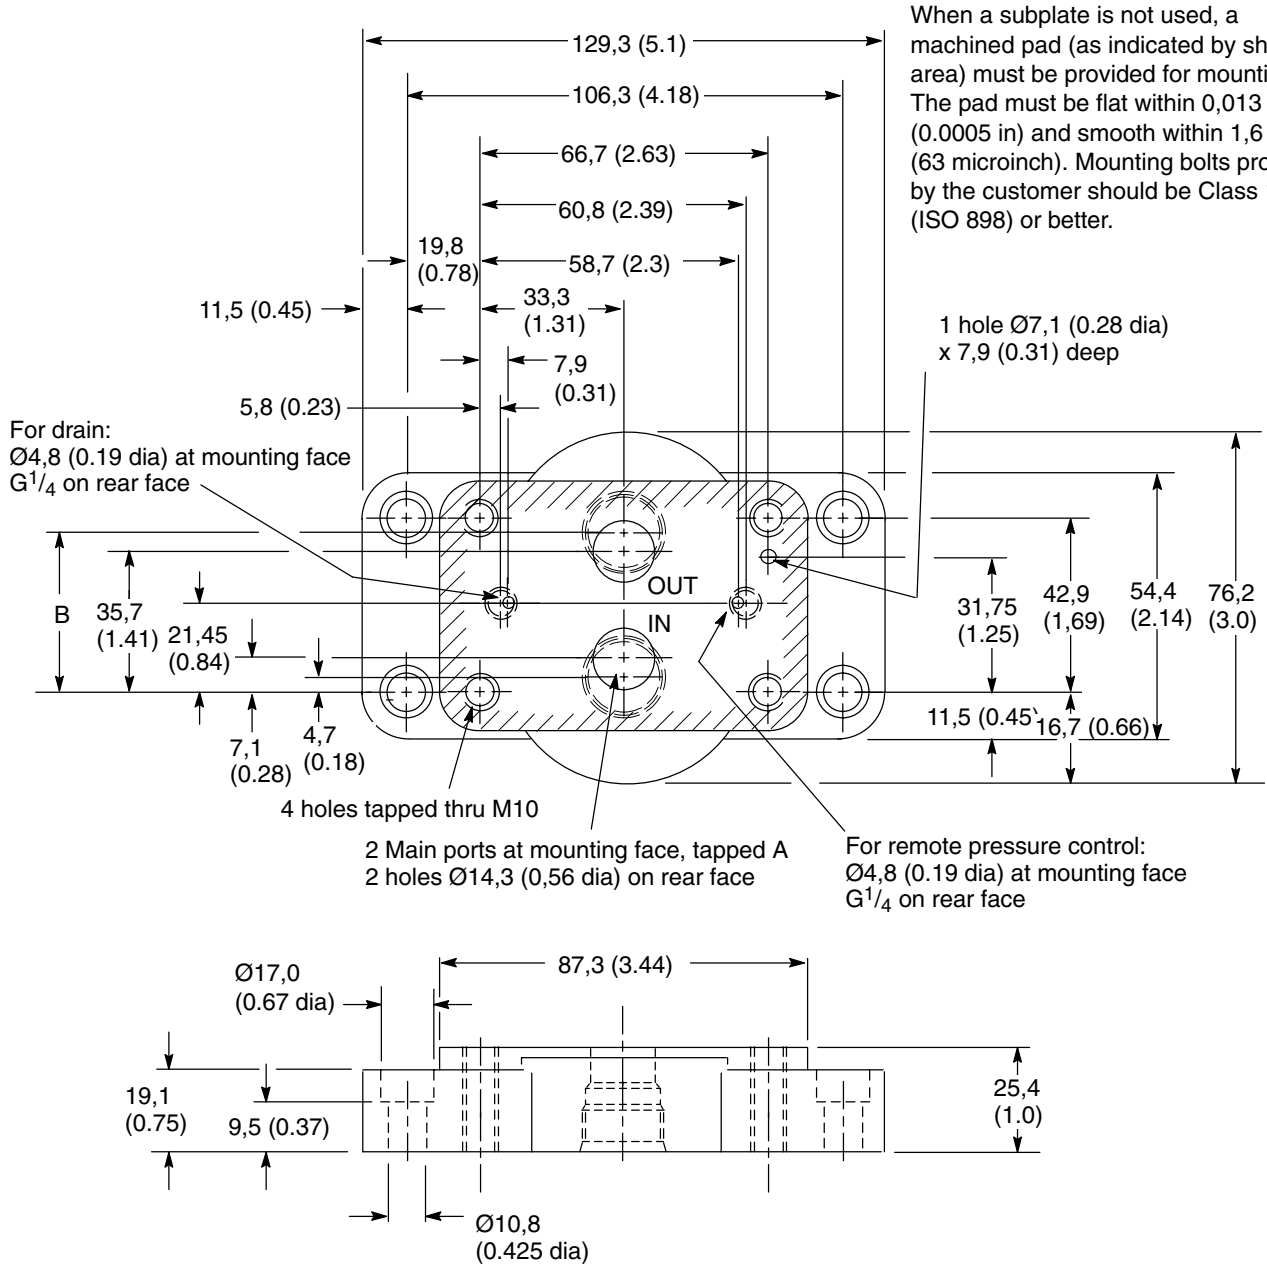 When a subplate is not used, a
machined pad (as indicated by
area) must be provided for
The pad must be flat within 0,013
(0.0005 in) and smooth within 1,6
(63 microinch). Mounting bolts
by the customer should be Class
(ISO 898) or better.
129,3 (5.1)
106,3 (4.18)
66,7 (2.63)
60,8 (2.39)
19,8
(0.78)
58,7 (2.3)
11,5 (0.45)
33,3
(1.31)
1 hole Ø7,1 (0.28 dia)
x 7,9 (0.31) deep
7,9
(0.31)
5,8 (0.23)
For drain:
Ø4,8 (0.19 dia) at mounting face
G1/4 on rear face
OUT
IN
B
35,7
(1.41)
21,45
(0.84)
31,75
(1.25)
42,9
(1,69)
54,4
(2.14)
76,2
(3.0)
11,5 (0.45
16,7 (0.66)
7,1
(0.28)
4,7
(0.18)
4 holes tapped thru M10
2 Main ports at mounting face, tapped A
2 holes Ø14,3 (0,56 dia) on rear face
For remote pressure control:
Ø4,8 (0.19 dia) at mounting face
G1/4 on rear face
Ø17,0
(0.67 dia)
87,3 (3.44)
19,1
(0.75)
9,5 (0.37)
25,4
(1.0)
Ø10,8
(0.425 dia)